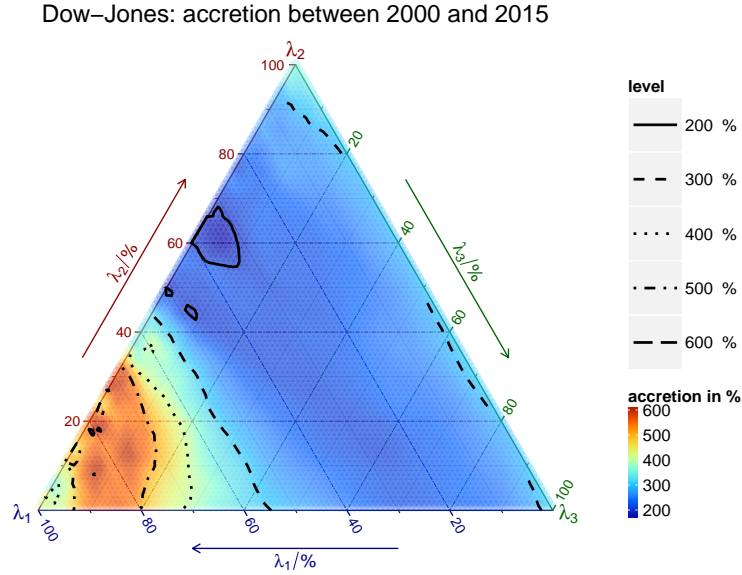 Dow–Jones: accretion between 2000 and 2015
λ2
100
80
60
40
20
λ2/%
20
40
60
80
100
λ3/%
λ1
100
80
60
40
20
λ3
λ1/%
level
200 %
300 %
400 %
500 %
600 %
accretion in %
600
500
400
300
200